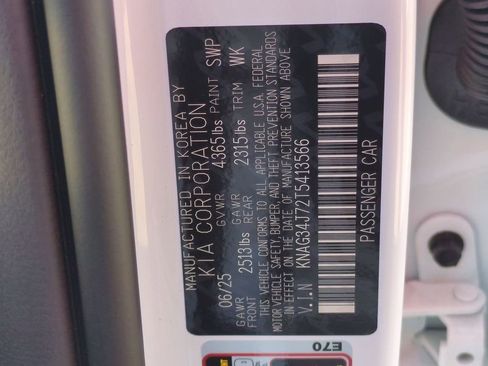 MANUFACTURED IN KOREA BY
KIA CORPORATION
06/25 GVWR 4365lbs PAINT SWP
GAWR FRONT 2513lbs GAWR REAR 2315lbs TRIM WK
THIS VEHICLE CONFORMS TO ALL APPLICABLE U.S.A. FEDERAL
MOTOR VEHICLE SAFETY, BUMPER, AND THEFT PREVENTION STANDARDS
IN EFFECT ON THE DATE OF MANUFACTURE SHOWN ABOVE
V.I.N KNAG34J72T5413566
PASSENGER CAR
E70